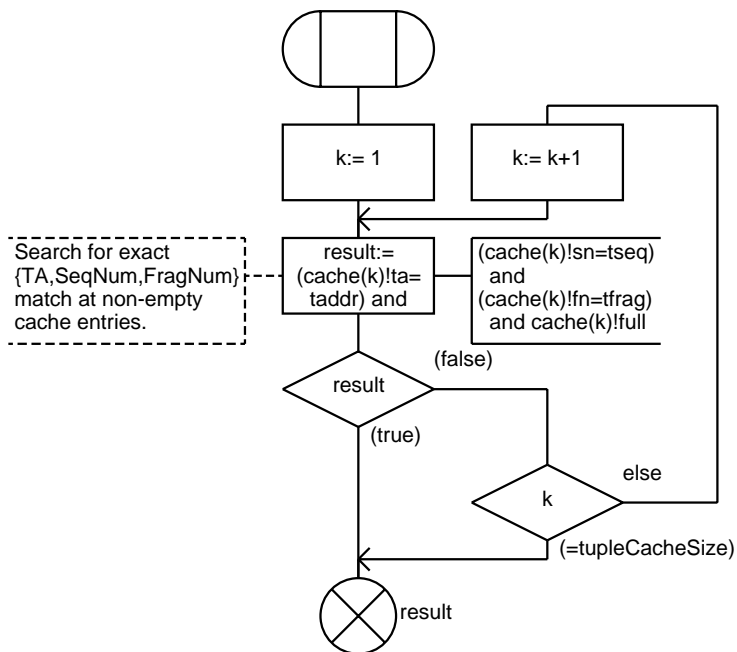 k:= 1
k:= k+1
Search for exact
{TA,SeqNum,FragNum}
match at non-empty
cache entries.
result:=
(cache(k)!ta=
taddr) and
(cache(k)!sn=tseq)
and
(cache(k)!fn=tfrag)
and cache(k)!full
(false)
result
(true)
else
k
(=tupleCacheSize)
result